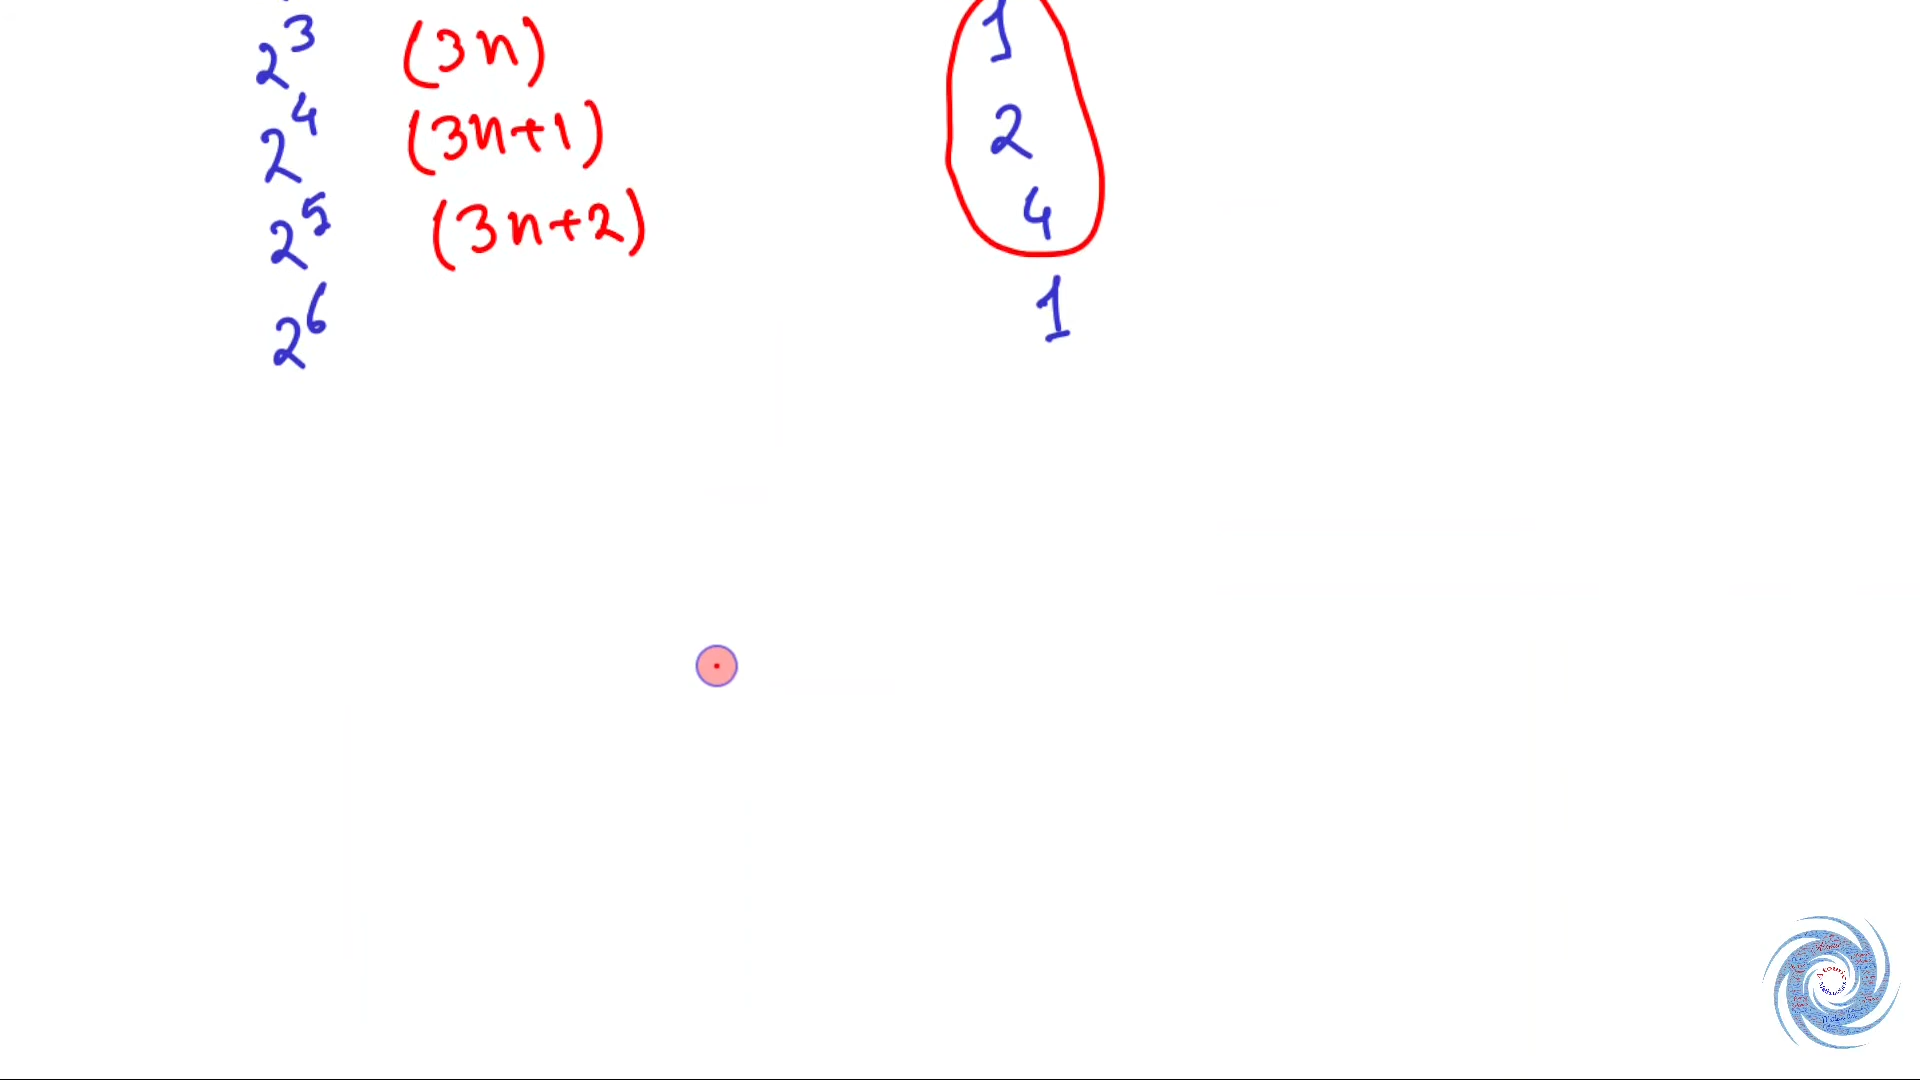 2³ (3n) 1
2⁴ (3n+1) 2
2⁵ (3n+2) 4
2⁶ 1